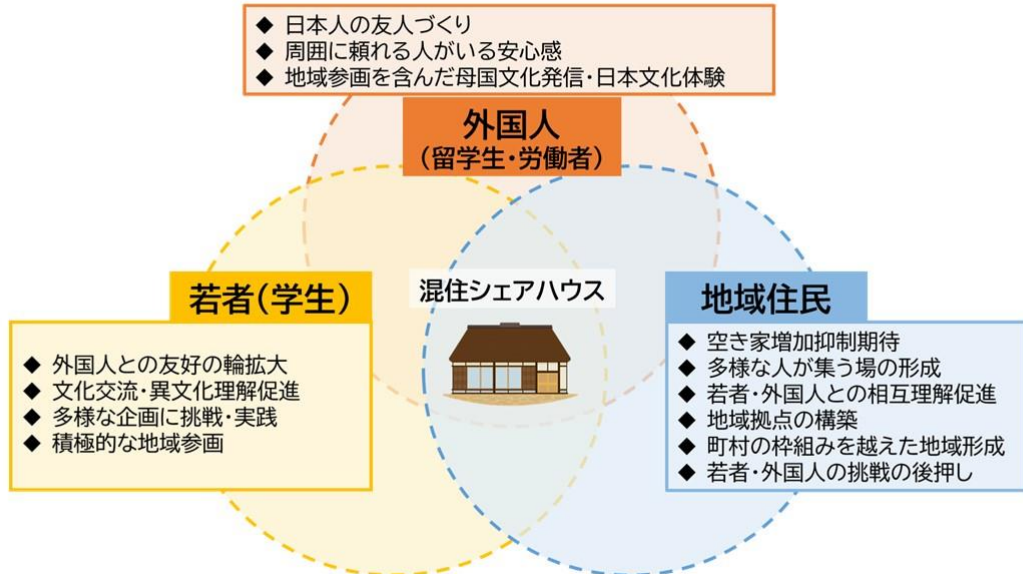 ◆ 日本人の友人づくり
◆ 周囲に頼れる人がいる安心感
◆ 地域参画を含んだ母国文化発信・日本文化体験
外国人
（留学生・労働者）
若者（学生）
◆ 外国人との友好の輪拡大
◆ 文化交流・異文化理解促進
◆ 多様な企画に挑戦・実践
◆ 積極的な地域参画
混住シェアハウス
地域住民
◆ 空き家増加抑制期待
◆ 多様な人が集う場の形成
◆ 若者・外国人との相互理解促進
◆ 地域拠点の構築
◆ 町村の枠組みを越えた地域形成
◆ 若者・外国人の挑戦の後押し